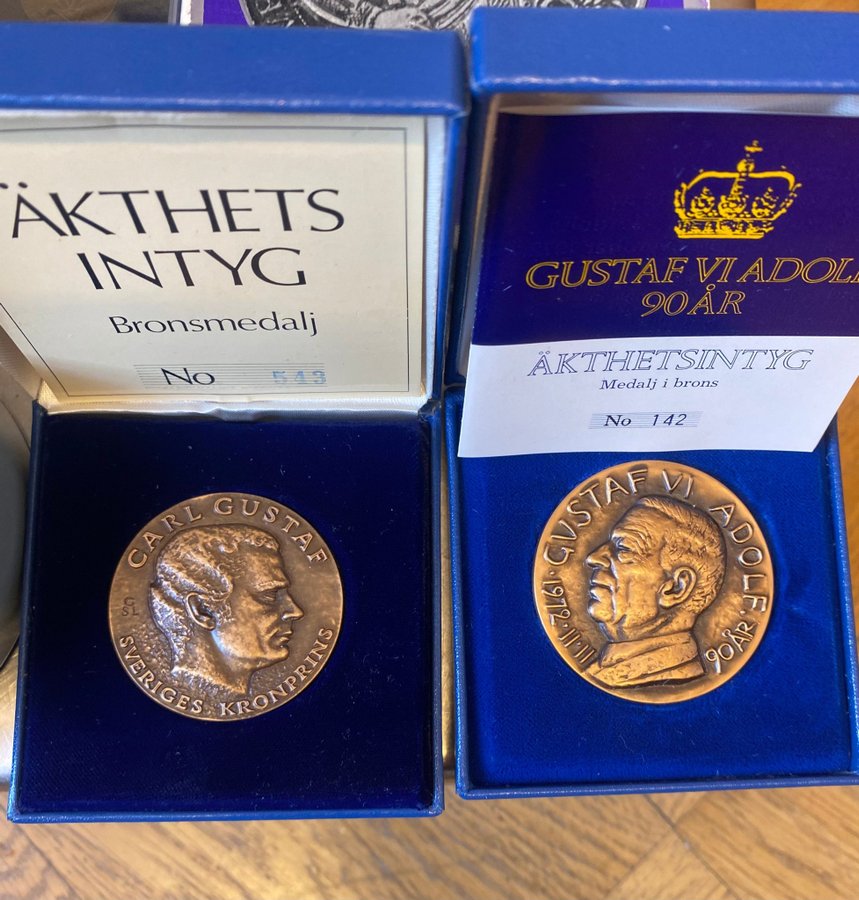 ÄKTHETS
INTYG
Bronsmedalj
No 543
CARL GUSTAF
SVERIGES KRONPRINS
GUSTAF VI ADOLF
90 ÅR
ÄKTHETSINTYG
Medalj i brons
No 142
GUSTAF VI ADOLF.
90 ÅR
11·11·1972·